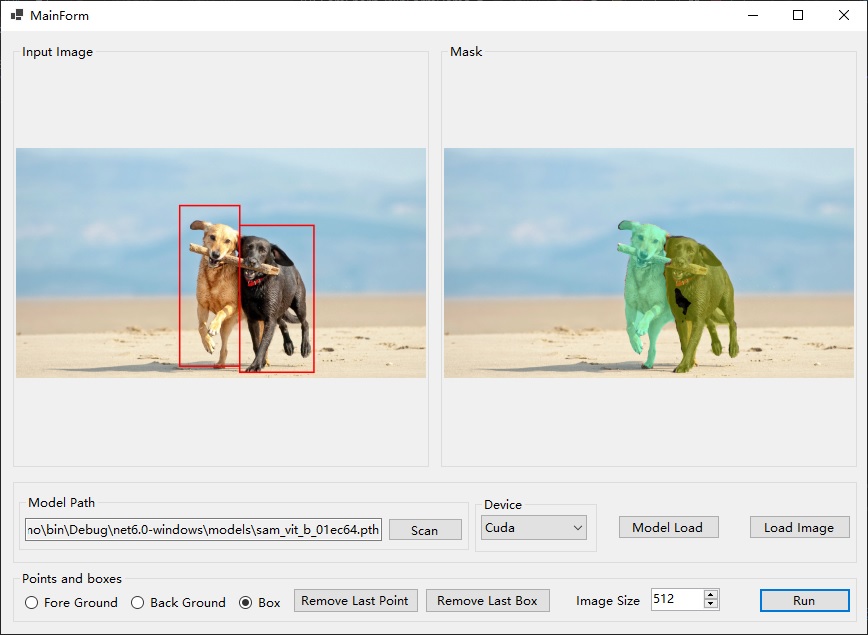 MainForm
Input Image
Mask
Model Path
no\bin\Debug\net6.0-windows\models\sam_vit_b_01ec64.pth
Scan
Device
Cuda
Model Load
Load Image
Points and boxes
Fore Ground
Back Ground
Box
Remove Last Point
Remove Last Box
Image Size
512
Run